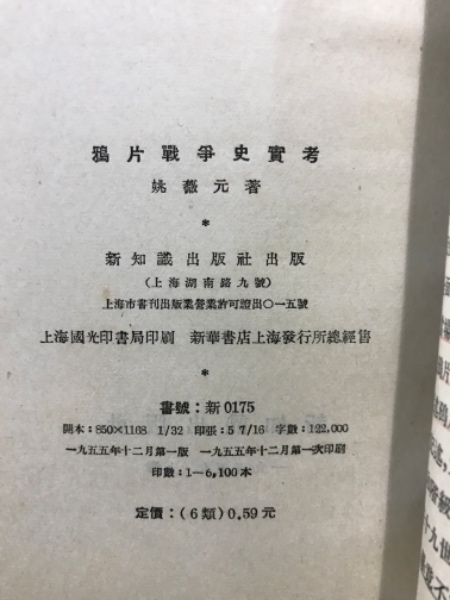 鴉片戰爭史實考
姚薇元著
*
新知識出版社出版
(上海湖南路九號)
上海市書刊出版業營業許可證出〇一五號
上海國光印書局印刷 新華書店上海發行所總經售
*
書號:新0175
開本:850×1168 1/32 印張:5 7/16 字數:122,000
一九五五年十二月第一版 一九五五年十二月第一次印刷
印數:1—6,100本
定價:(6類)0.59元